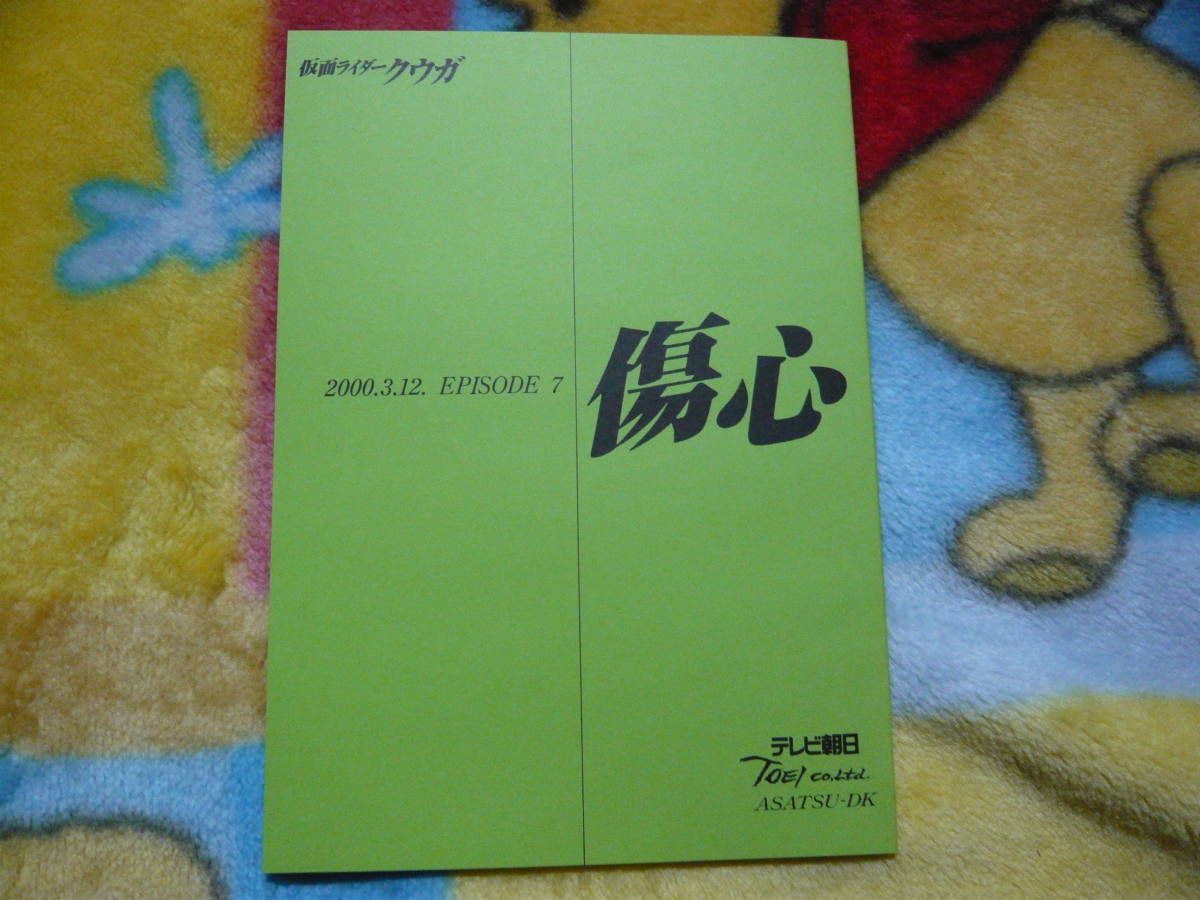 仮面ライダークウガ
2000.3.12. EPISODE 7
傷心
テレビ朝日
TOEI CO,Ltd.
ASATSU-DK